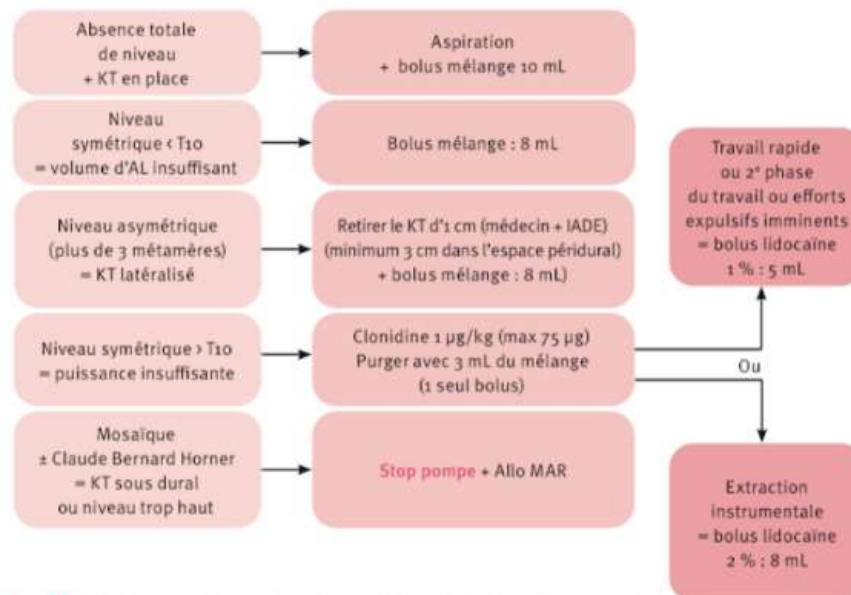 Absence totale
de niveau
+ KT en place
Aspiration
+ bolus mélange 10 mL
Niveau
symétrique < T10
= volume d'AL insuffisant
Bolus mélange : 8 mL
Niveau asymétrique
(plus de 3 métamères)
= KT latéralisé
Retirer le KT d'1 cm (médecin + IADE)
(minimum 3 cm dans l'espace péridural)
+ bolus mélange : 8 mL)
Niveau symétrique > T10
= puissance insuffisante
Clonidine 1 µg/kg (max 75 µg)
Purger avec 3 mL du mélange
(1 seul bolus)
Mosaïque
± Claude Bernard Horner
= KT sous dural
ou niveau trop haut
Stop pompe + Allo MAR
Travail rapide
ou 2e phase
du travail ou efforts
expulsifs imminents
= bolus lidocaïne
1 % : 5 mL
Ou
Extraction
instrumentale
= bolus lidocaïne
2 % : 8 mL